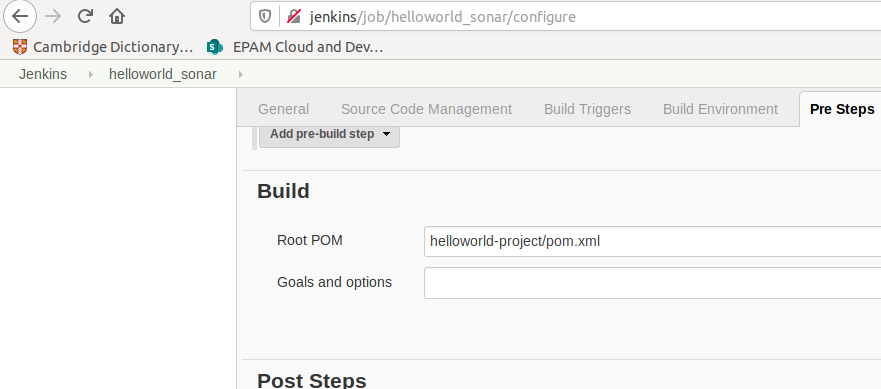 jenkins/job/helloworld_sonar/configure
Cambridge Dictionary… EPAM Cloud and Dev…
Jenkins helloworld_sonar
General Source Code Management Build Triggers Build Environment Pre Steps
Add pre-build step
Build
Root POM helloworld-project/pom.xml
Goals and options
Post Steps